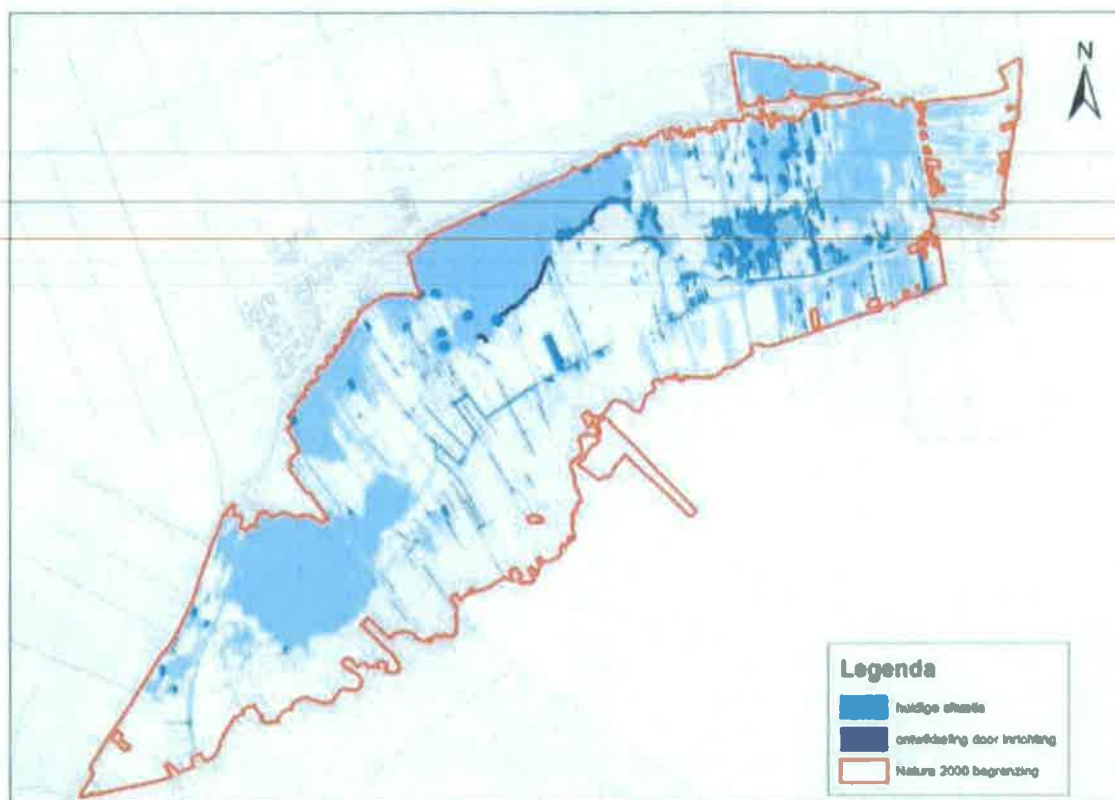 N
Legenda
huidige situatie
ontwikkeling door inrichting
Natura 2000 begrenzing